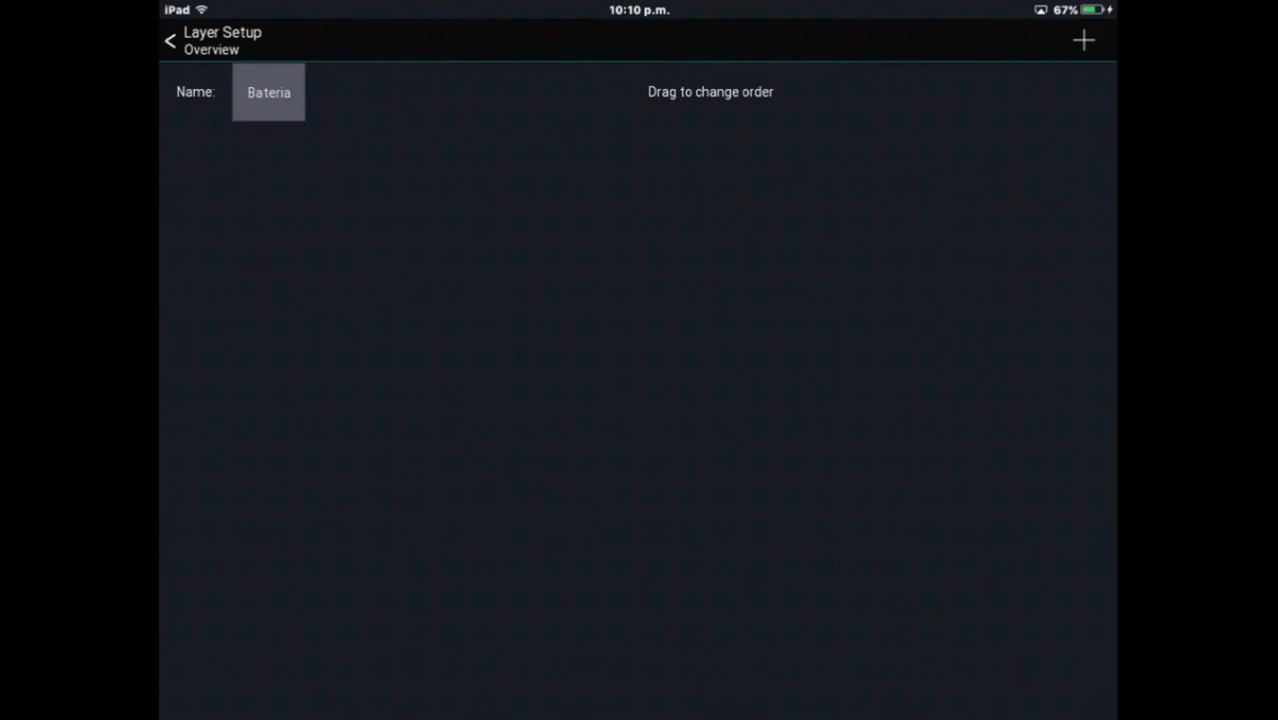 iPad 10:10 p.m. 67%
Layer Setup
Overview
Name: Bateria Drag to change order